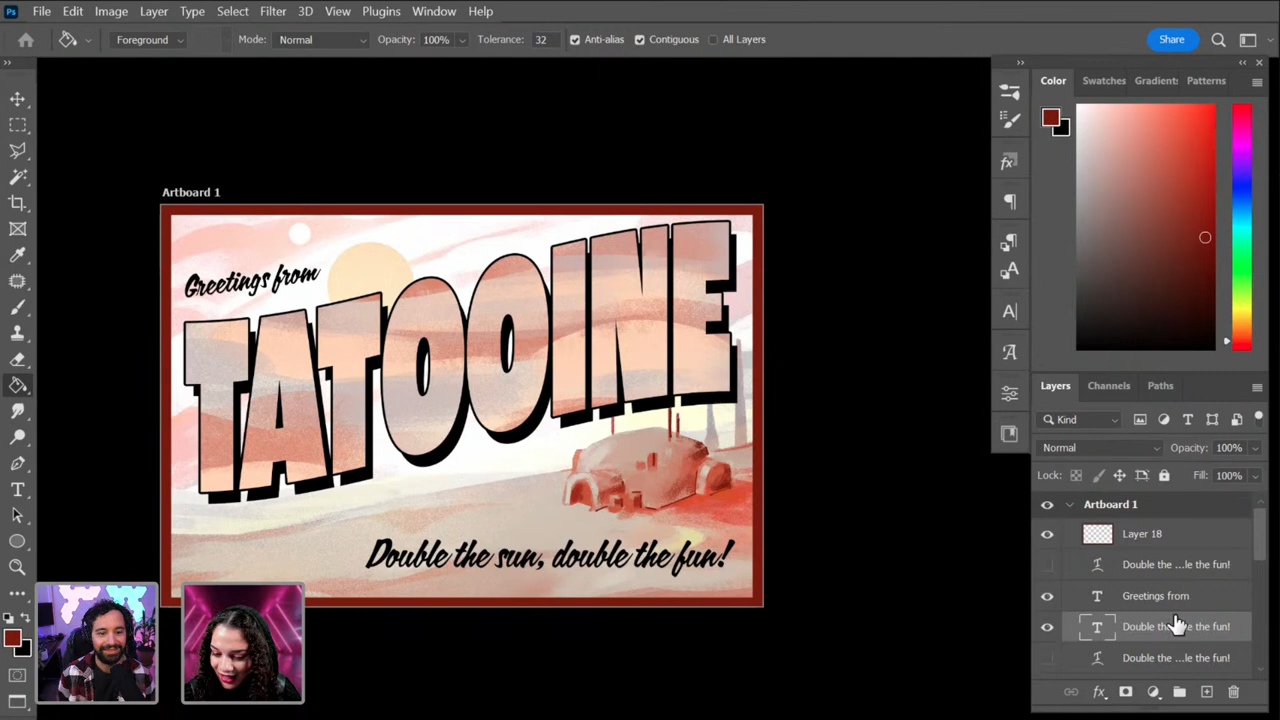 Ps File Edit Image Layer Type Select Filter 3D View Plugins Window Help
Foreground Mode: Normal Opacity: 100% Tolerance: 32 Anti-alias Contiguous All Layers Share
Color Swatches Gradients Patterns
Artboard 1
Greetings from
TATOOINE
Double the sun, double the fun!
Layers Channels Paths
Kind
Normal Opacity: 100%
Lock: Fill: 100%
Artboard 1
Layer 18
Double the ...le the fun!
Greetings from
the fun!
Double the ...le the fun!